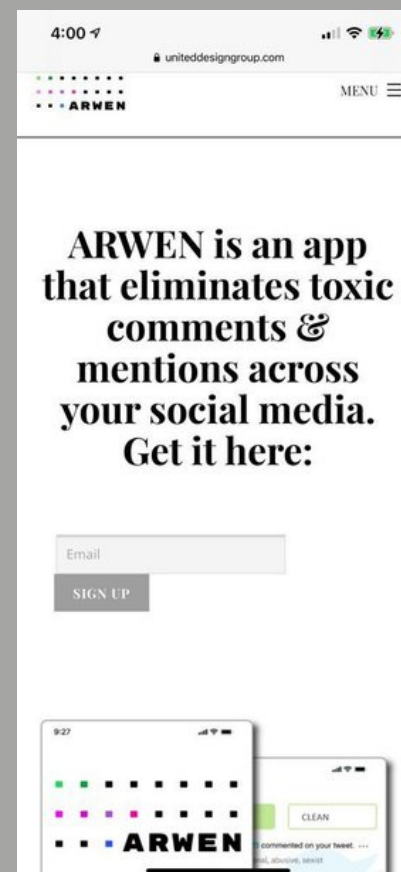 4:00
uniteddesigngroup.com
ARWEN
MENU
ARWEN is an app
that eliminates toxic
comments &
mentions across
your social media.
Get it here:
Email
SIGN UP
9:27
CLEAN
ARWEN
commented on your tweet. ...
abusive, sexist